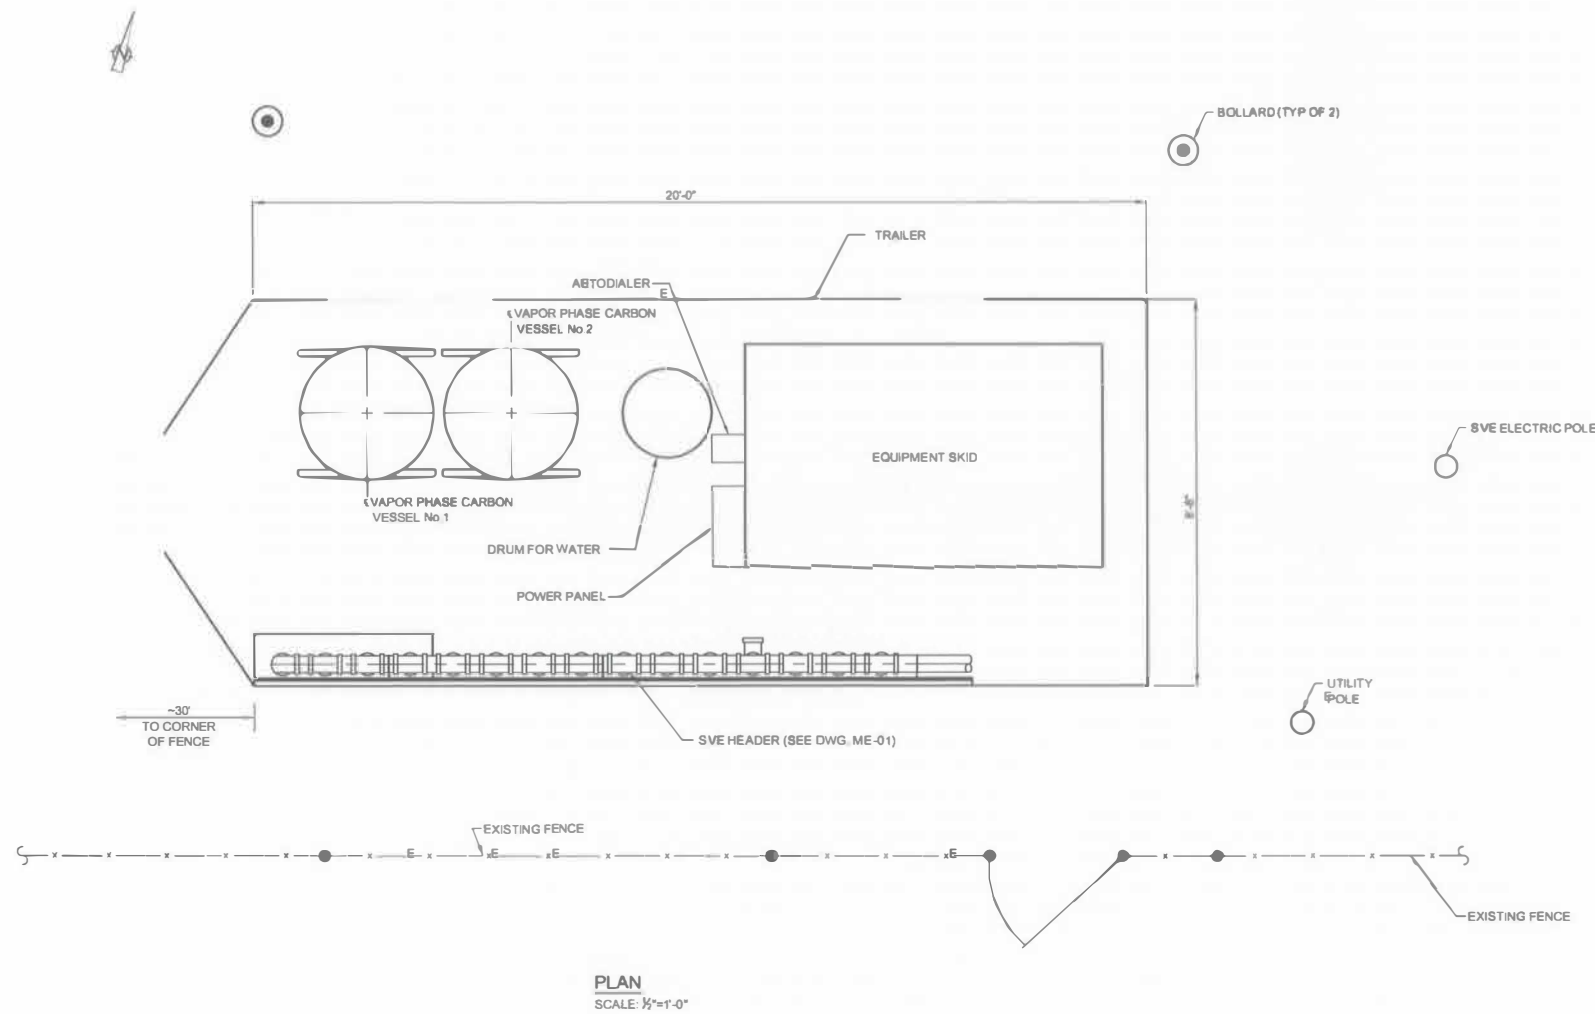 N
BOLLARD (TYP OF 2)
20'-0"
TRAILER
ABTODIALER
E
℄ VAPOR PHASE CARBON
VESSEL No.2
SVE ELECTRIC POLE
EQUIPMENT SKID
℄ VAPOR PHASE CARBON
VESSEL No.1
DRUM FOR WATER
POWER PANEL
UTILITY
POLE
~30'
TO CORNER
OF FENCE
SVE HEADER (SEE DWG. ME-01)
EXISTING FENCE
x x x x x x E x x E E x x x x x xE x x x x x
EXISTING FENCE
PLAN
SCALE: ½"=1'-0"